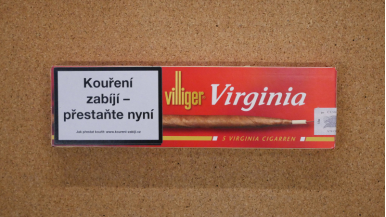 Kouření
zabíjí –
přestaňte nyní
villiger Virginia
5 VIRGINIA CIGARREN